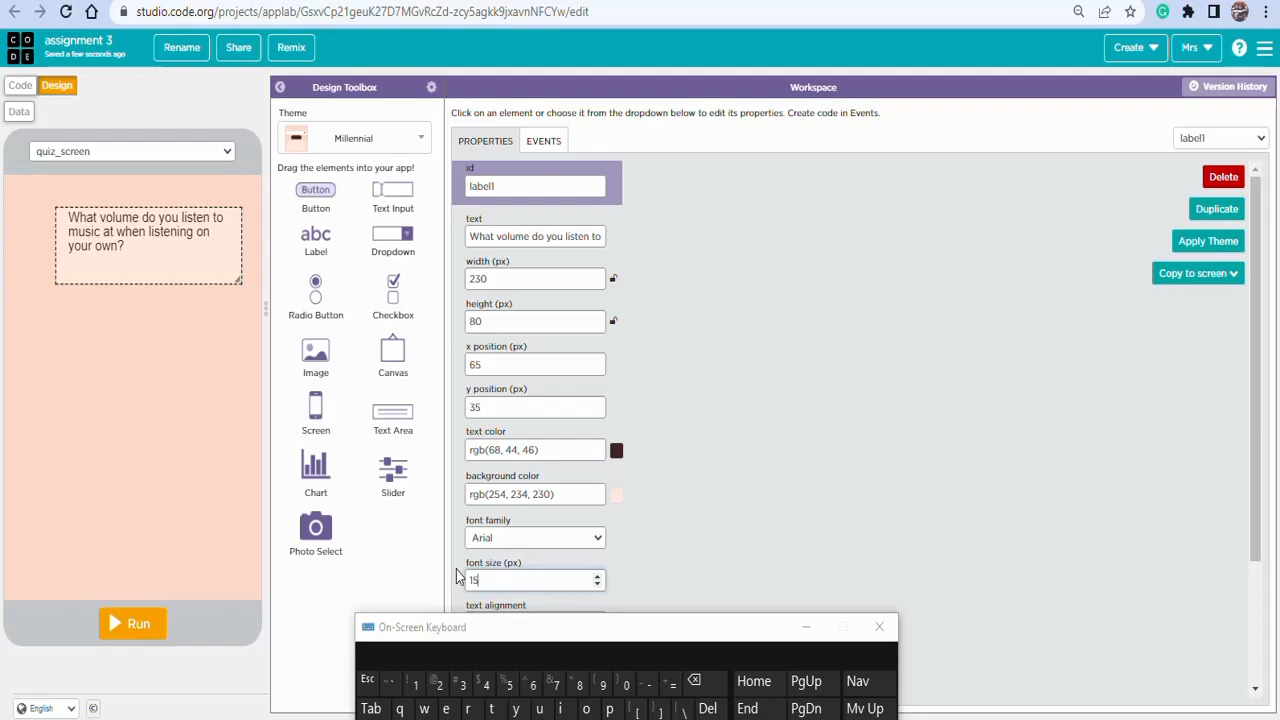 studio.code.org/projects/applab/GsxvCp21geuK27D7MGvRcZd-zcy5agkk9jxavnNFCYw/edit
CO
DE
assignment 3
Saved a few seconds ago
Rename
Share
Remix
Create
Mrs
?
Code
Design
Data
Design Toolbox
Workspace
Version History
Theme
Millennial
Click on an element or choose it from the dropdown below to edit its properties. Create code in Events.
PROPERTIES
EVENTS
label1
quiz_screen
What volume do you listen to
music at when listening on
your own?
Run
English
©
Drag the elements into your app!
Button
Button
Text Input
abc
Label
Dropdown
Radio Button
Checkbox
Image
Canvas
Screen
Text Area
Chart
Slider
Photo Select
id
label1
text
What volume do you listen to
width (px)
230
height (px)
80
x position (px)
65
y position (px)
35
text color
rgb(68, 44, 46)
background color
rgb(254, 234, 230)
font family
Arial
font size (px)
15
text alignment
Delete
Duplicate
Apply Theme
Copy to screen
On-Screen Keyboard
Esc ~ ` ! 1 @ 2 # 3 $ 4 % 5 ^ 6 & 7 * 8 ( 9 ) 0 _ - + = Home PgUp Nav
Tab q w e r t y u i o p { [ } ] | \ Del End PgDn Mv Up